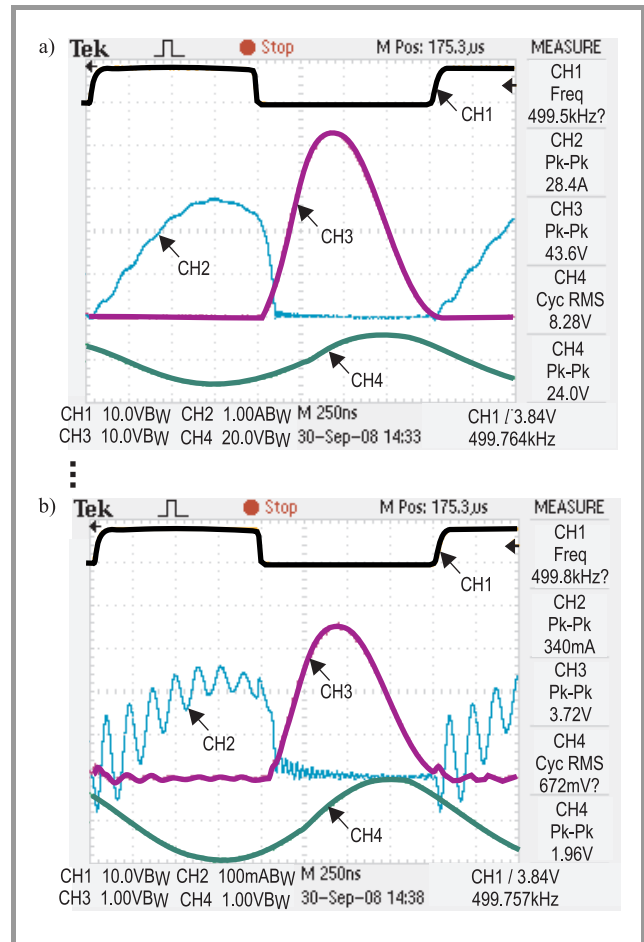 a) Tek Stop M Pos: 175.3,us MEASURE
CH1
Freq
499.5kHz?
CH2
Pk-Pk
28.4A
CH3
Pk-Pk
43.6V
CH4
Cyc RMS
8.28V
CH4
Pk-Pk
24.0V
CH1
CH3
CH2
CH4
CH1 10.0VBW CH2 1.00ABW M 250ns CH1 / 3.84V
CH3 10.0VBW CH4 20.0VBW 30–Sep–08 14:33 499.764kHz
b) Tek Stop M Pos: 175.3,us MEASURE
CH1
Freq
499.8kHz?
CH2
Pk-Pk
340mA
CH3
Pk-Pk
3.72V
CH4
Cyc RMS
672mV?
CH4
Pk-Pk
1.96V
CH1
CH3
CH2
CH4
CH1 10.0VBW CH2 100mABW M 250ns CH1 / 3.84V
CH3 1.00VBW CH4 1.00VBW 30–Sep–08 14:38 499.757kHz